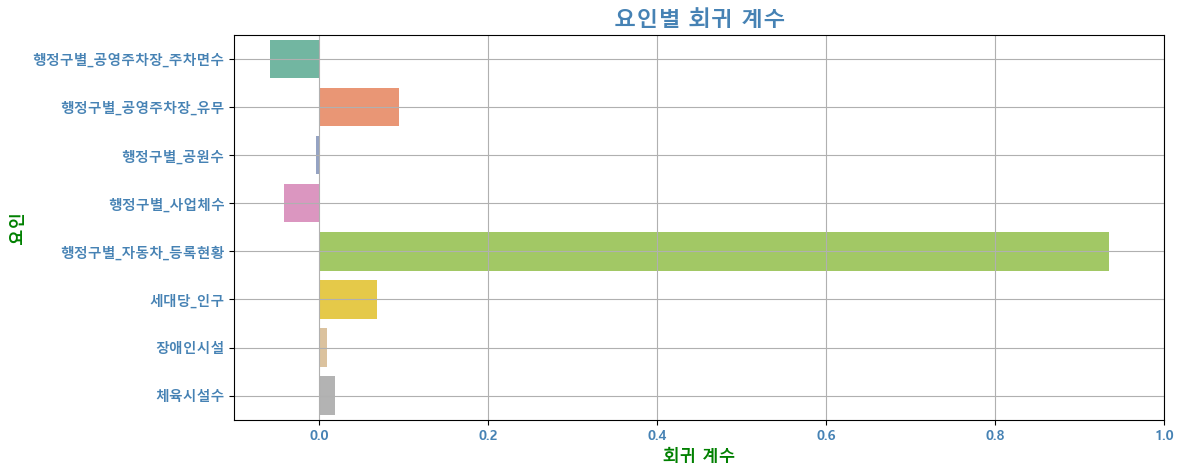 요인별 회귀 계수
행정구별_공영주차장_주차면수
행정구별_공영주차장_유무
행정구별_공원수
행정구별_사업체수
행정구별_자동차_등록현황
세대당_인구
장애인시설
체육시설수
요인
0.0 0.2 0.4 0.6 0.8 1.0
회귀 계수